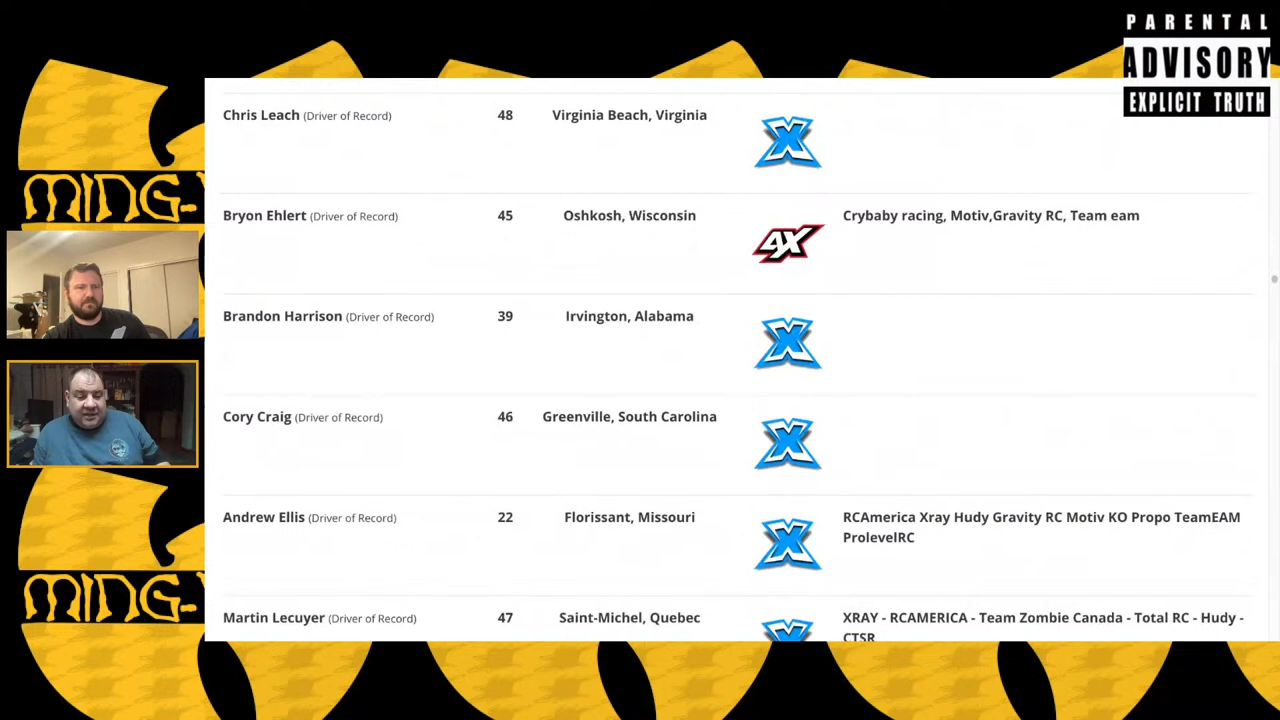 PARENTAL
ADVISORY
EXPLICIT TRUTH
Chris Leach (Driver of Record) 48 Virginia Beach, Virginia X
Bryon Ehlert (Driver of Record) 45 Oshkosh, Wisconsin 4X Crybaby racing, Motiv,Gravity RC, Team eam
Brandon Harrison (Driver of Record) 39 Irvington, Alabama X
Cory Craig (Driver of Record) 46 Greenville, South Carolina X
Andrew Ellis (Driver of Record) 22 Florissant, Missouri X RCAmerica Xray Hudy Gravity RC Motiv KO Propo TeamEAM
ProlevelRC
Martin Lecuyer (Driver of Record) 47 Saint-Michel, Quebec X XRAY - RCAMERICA - Team Zombie Canada - Total RC - Hudy -
CTSR
MING-
MING-